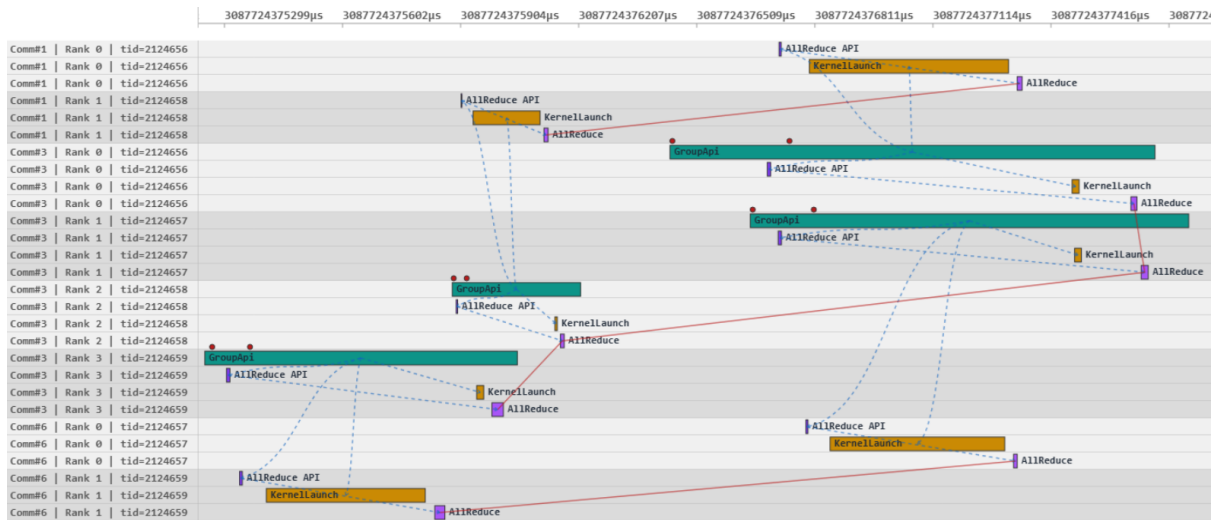 3087724375299µs 3087724375602µs 3087724375904µs 3087724376207µs 3087724376509µs 3087724376811µs 3087724377114µs 3087724377416µs 308772
Comm#1 | Rank 0 | tid=2124656 AllReduce API
Comm#1 | Rank 0 | tid=2124656 KernelLaunch
Comm#1 | Rank 0 | tid=2124656 AllReduce
Comm#1 | Rank 1 | tid=2124658 AllReduce API
Comm#1 | Rank 1 | tid=2124658 KernelLaunch
Comm#1 | Rank 1 | tid=2124658 AllReduce
Comm#3 | Rank 0 | tid=2124656 GroupApi
Comm#3 | Rank 0 | tid=2124656 AllReduce API
Comm#3 | Rank 0 | tid=2124656 KernelLaunch
Comm#3 | Rank 0 | tid=2124656 AllReduce
Comm#3 | Rank 1 | tid=2124657 GroupApi
Comm#3 | Rank 1 | tid=2124657 AllReduce API
Comm#3 | Rank 1 | tid=2124657 KernelLaunch
Comm#3 | Rank 1 | tid=2124657 AllReduce
Comm#3 | Rank 2 | tid=2124658 GroupApi
Comm#3 | Rank 2 | tid=2124658 AllReduce API
Comm#3 | Rank 2 | tid=2124658 KernelLaunch
Comm#3 | Rank 2 | tid=2124658 AllReduce
Comm#3 | Rank 3 | tid=2124659 GroupApi
Comm#3 | Rank 3 | tid=2124659 AllReduce API
Comm#3 | Rank 3 | tid=2124659 KernelLaunch
Comm#3 | Rank 3 | tid=2124659 AllReduce
Comm#6 | Rank 0 | tid=2124657 AllReduce API
Comm#6 | Rank 0 | tid=2124657 KernelLaunch
Comm#6 | Rank 0 | tid=2124657 AllReduce
Comm#6 | Rank 1 | tid=2124659 AllReduce API
Comm#6 | Rank 1 | tid=2124659 KernelLaunch
Comm#6 | Rank 1 | tid=2124659 AllReduce